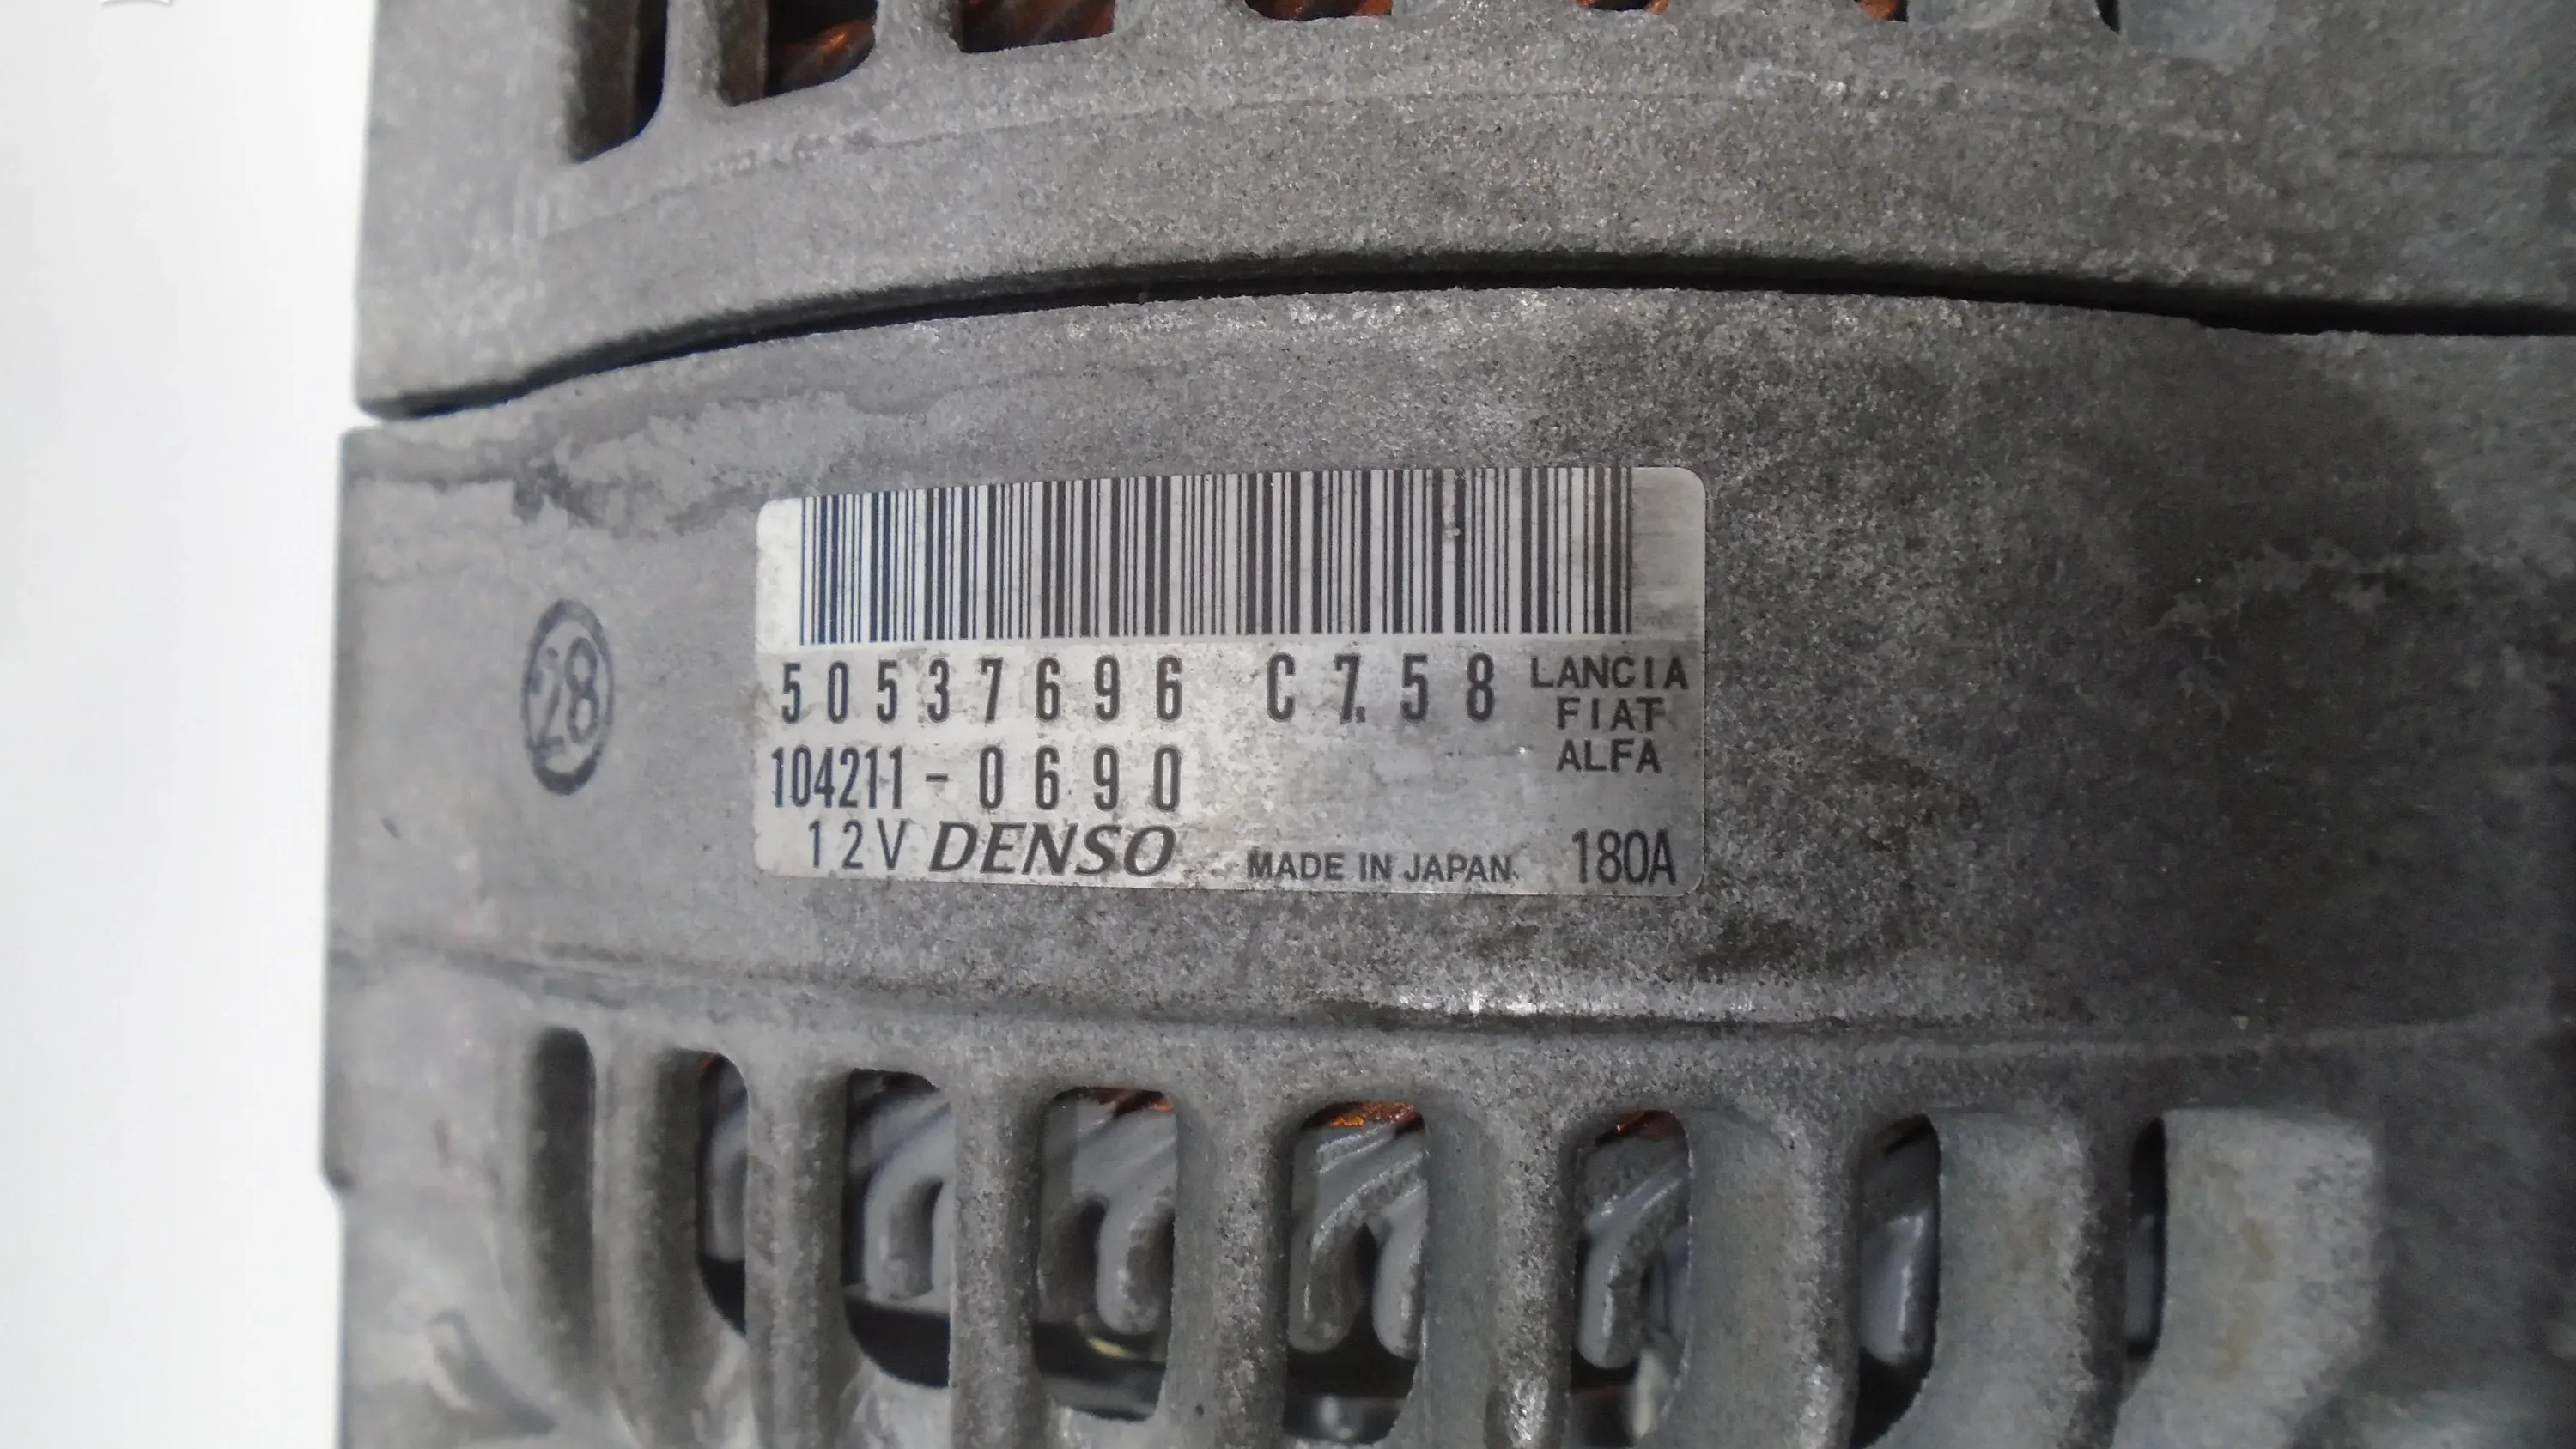 28
50537696 C7.58
LANCIA
FIAT
ALFA
104211-0690
12V DENSO MADE IN JAPAN. 180A